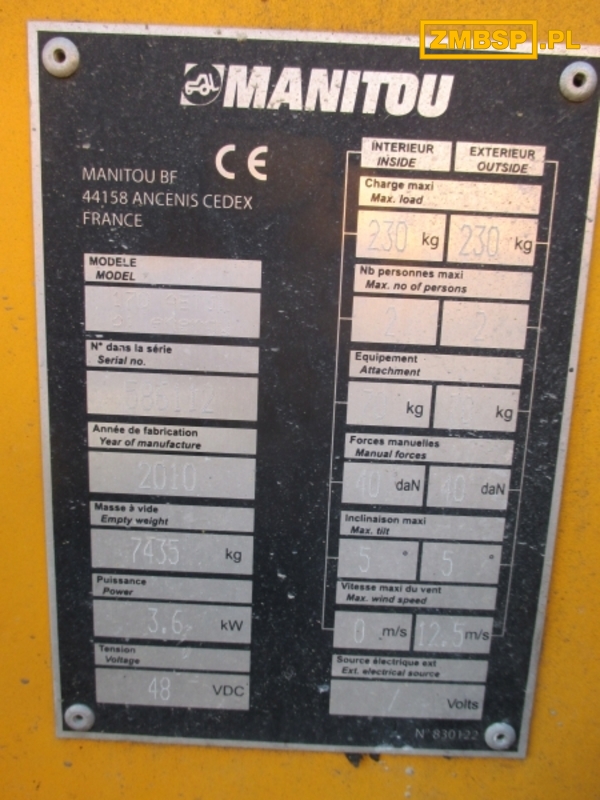 ZMBSP.PL
MANITOU
CE
MANITOU BF
44158 ANCENIS CEDEX
FRANCE
MODELE
MODEL
N° dans la série
Serial no.
Année de fabrication
Year of manufacture
2010
Masse à vide
Empty weight
7435 kg
Puissance
Power
3.6 kW
Tension
Voltage
48 VDC
INTERIEUR EXTERIEUR
INSIDE OUTSIDE
Charge maxi
Max. load
230 kg 230 kg
Nb personnes maxi
Max. no of persons
2 2
Equipement
Attachment
kg kg
Forces manuelles
Manual forces
40 daN 40 daN
Inclinaison maxi
Max. tilt
5 ° 5 °
Vitesse maxi du vent
Max. wind speed
0 m/s 12.5 m/s
Source électrique ext
Ext. electrical source
/ Volts
N° 830122